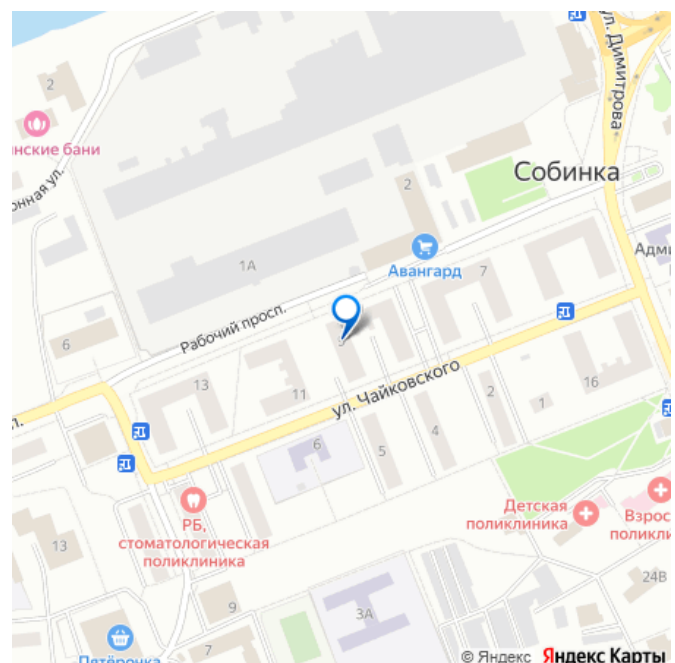 ул. Димитрова
2
нские бани
онная ул.
Собинка
2
1А
Авангард
7
Адми
Рабочий просп.
6
13
11
ул. Чайковского
16
2
1
4
5
6
РБ,
стоматологическая
поликлиника
Детская
поликлиника
Взрос
поликли
13
24В
9
3А
7
Пятёрочка
© Яндекс Яндекс Карты